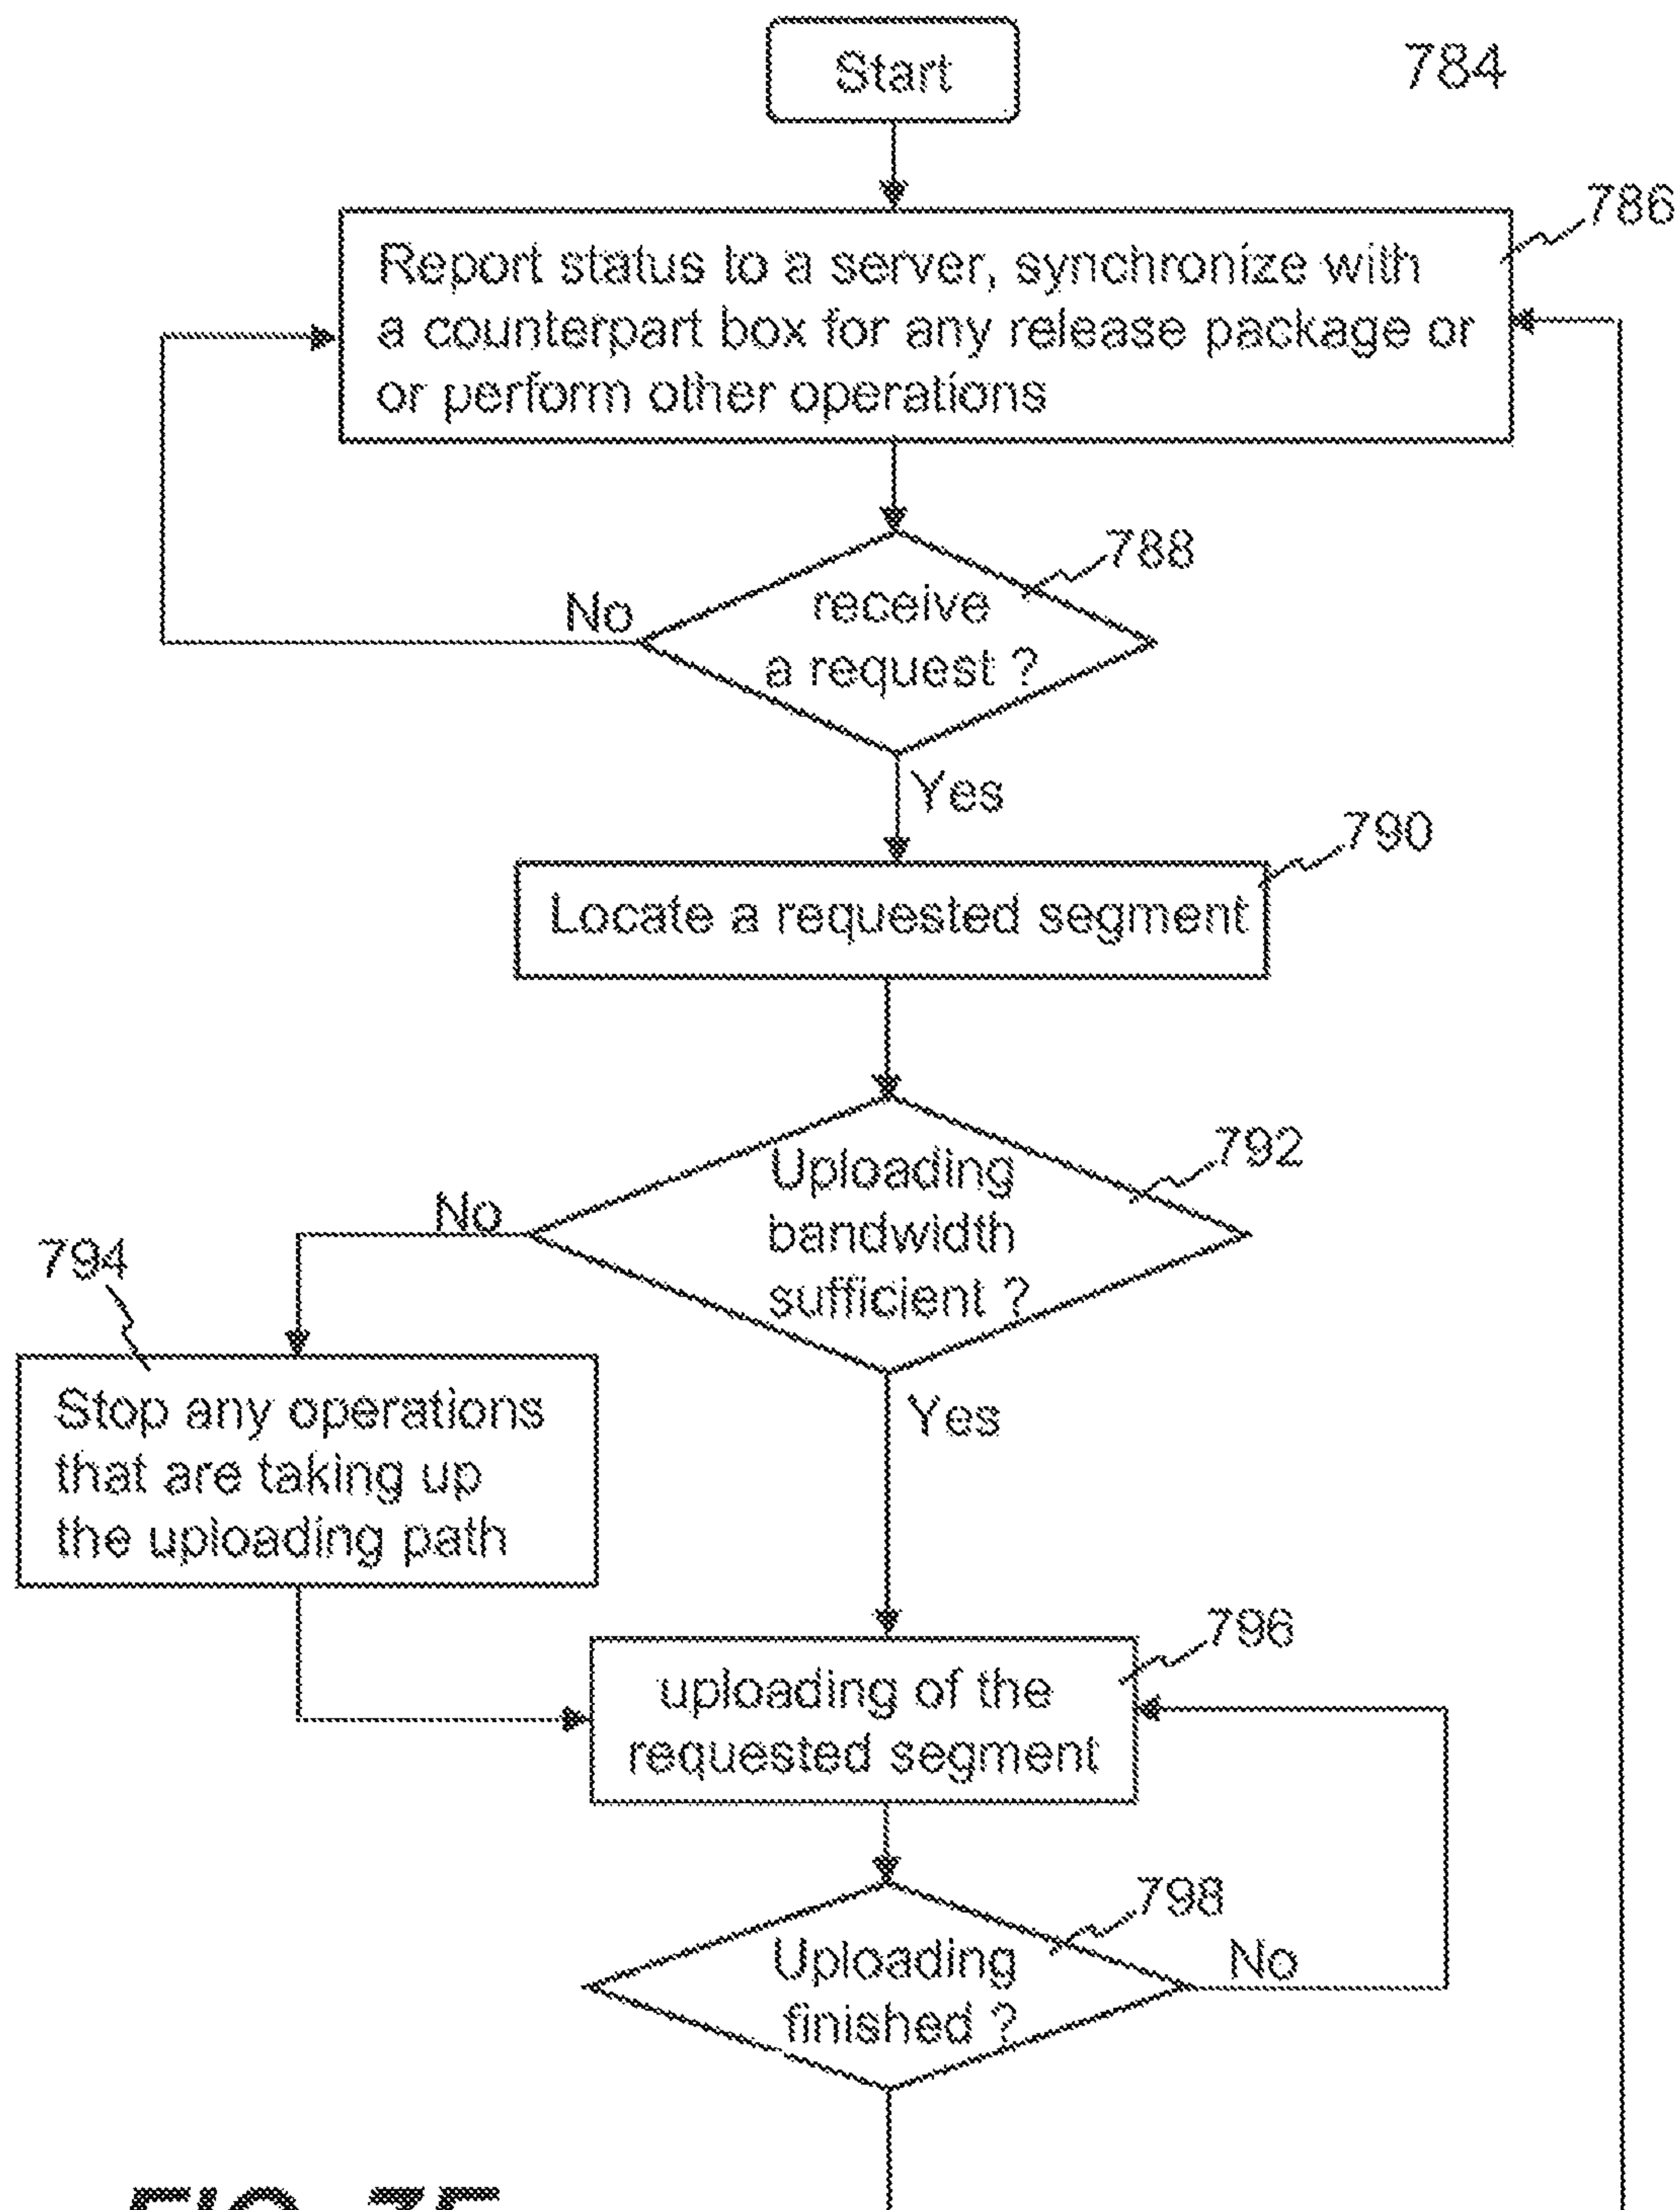 Start
784
786
Report status to a server, synchronize with
a counterpart box for any release package or
or perform other operations
788
No
receive
a request ?
Yes
790
Locate a requested segment
792
Uploading
bandwidth
sufficient ?
No
794
Yes
Stop any operations
that are taking up
the uploading path
796
uploading of the
requested segment
798
Uploading
finished ?
No